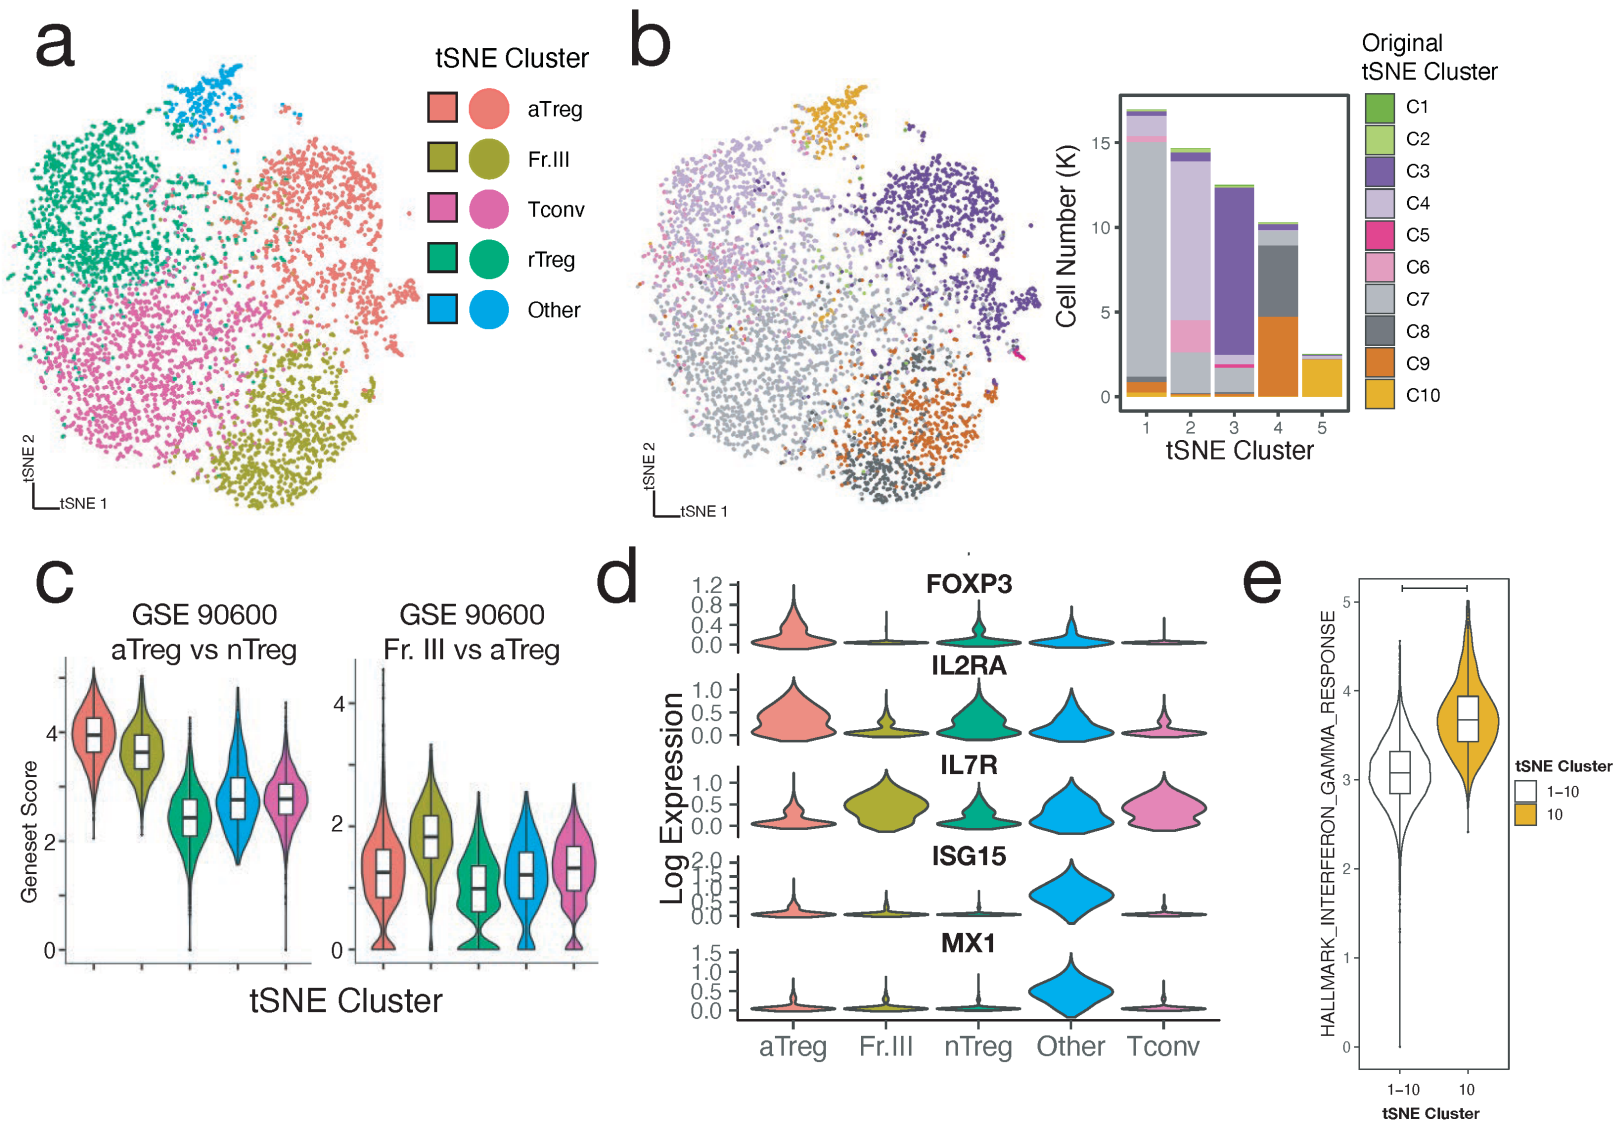 a
tSNE Cluster
aTreg
Fr.III
Tconv
rTreg
Other
tSNE 2
tSNE 1
b
tSNE 2
tSNE 1
Cell Number (K)
15
10
5
0
1 2 3 4 5
tSNE Cluster
Original
tSNE Cluster
C1
C2
C3
C4
C5
C6
C7
C8
C9
C10
c
GSE 90600
aTreg vs nTreg
GSE 90600
Fr. III vs aTreg
Geneset Score
4
2
0
4
2
0
tSNE Cluster
d
Log Expression
FOXP3
1.2
0.8
0.4
0.0
IL2RA
1.0
0.5
0.0
IL7R
1.0
0.5
0.0
ISG15
2.0
1.5
1.0
0.5
0.0
MX1
1.5
1.0
0.5
0.0
aTreg Fr.III nTreg Other Tconv
e
HALLMARK_INTERFERON_GAMMA_RESPONSE
5
4
3
2
1
0
1-10 10
tSNE Cluster
tSNE Cluster
1-10
10